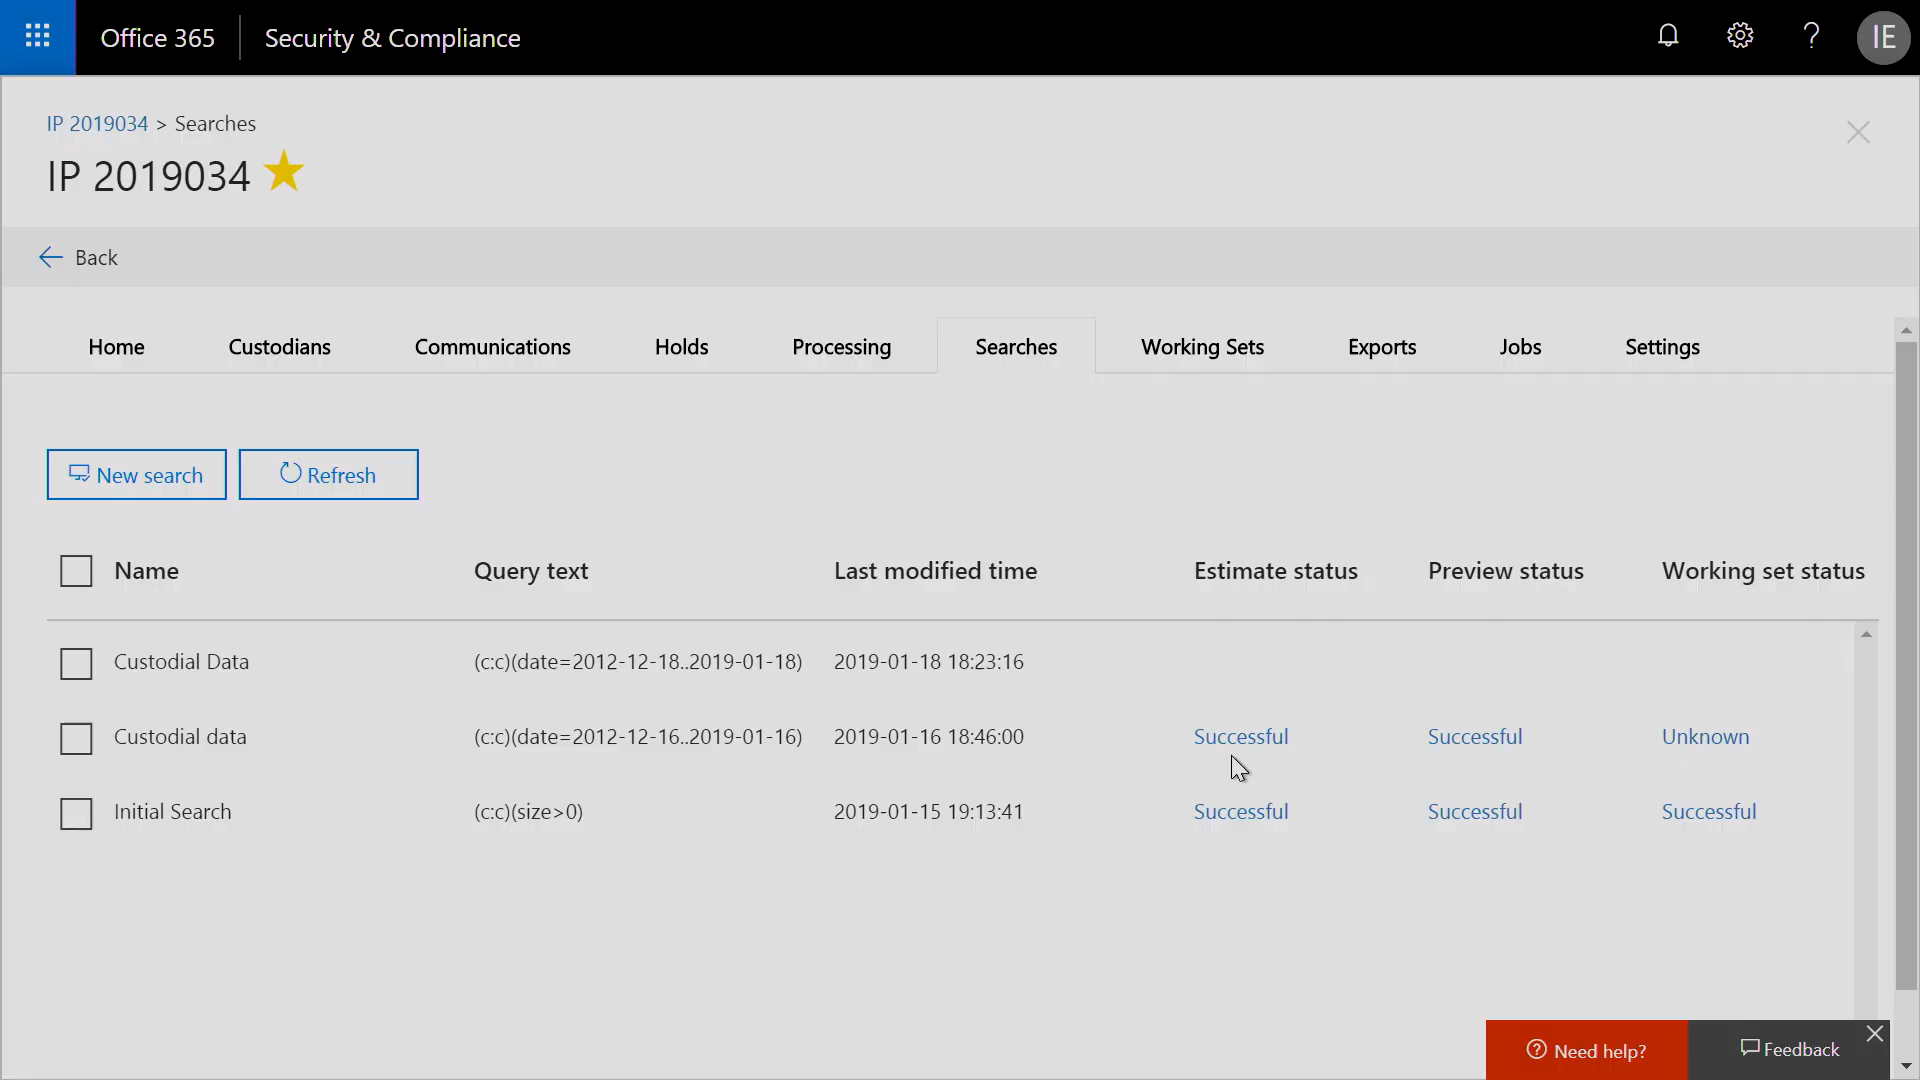 Office 365 Security & Compliance IE
IP 2019034 > Searches
IP 2019034
Back
Home Custodians Communications Holds Processing Searches Working Sets Exports Jobs Settings
New search Refresh
Name Query text Last modified time Estimate status Preview status Working set status
Custodial Data (c:c)(date=2012-12-18..2019-01-18) 2019-01-18 18:23:16
Custodial data (c:c)(date=2012-12-16..2019-01-16) 2019-01-16 18:46:00 Successful Successful Unknown
Initial Search (c:c)(size>0) 2019-01-15 19:13:41 Successful Successful Successful
Need help? Feedback